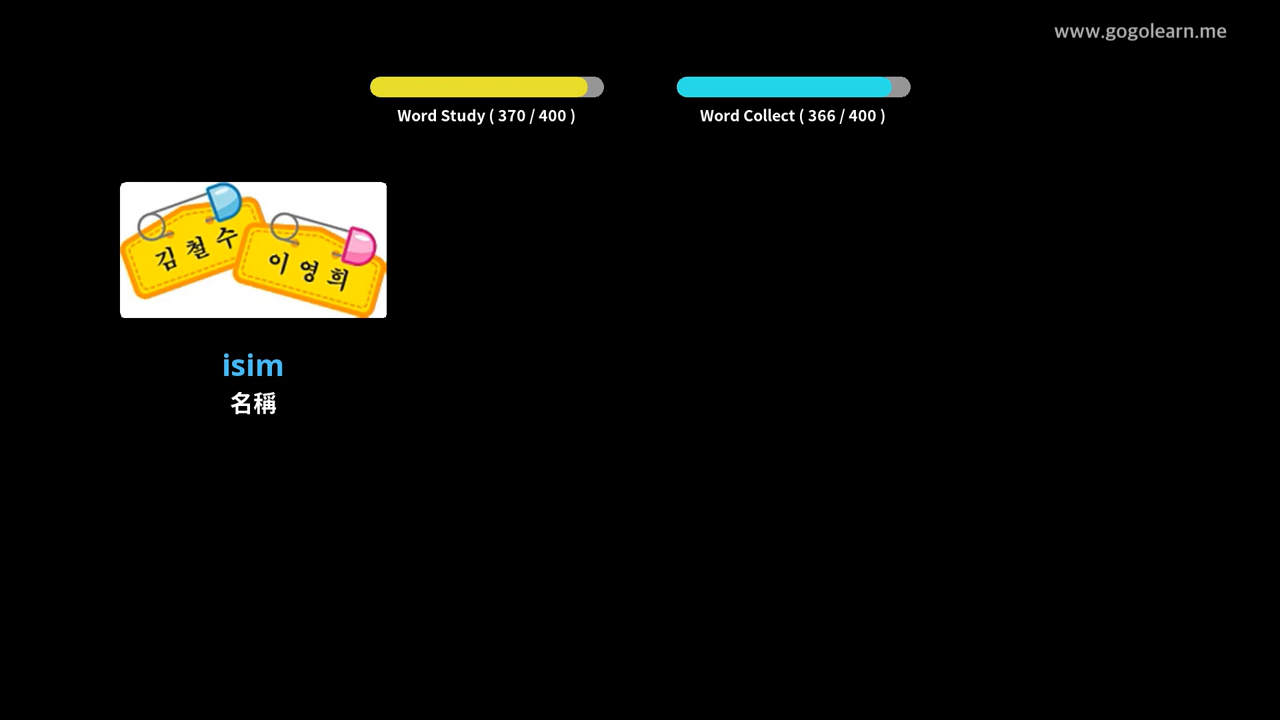 www.gogolearn.me
Word Study ( 370 / 400 )
Word Collect ( 366 / 400 )
김철수
이영희
isim
名稱